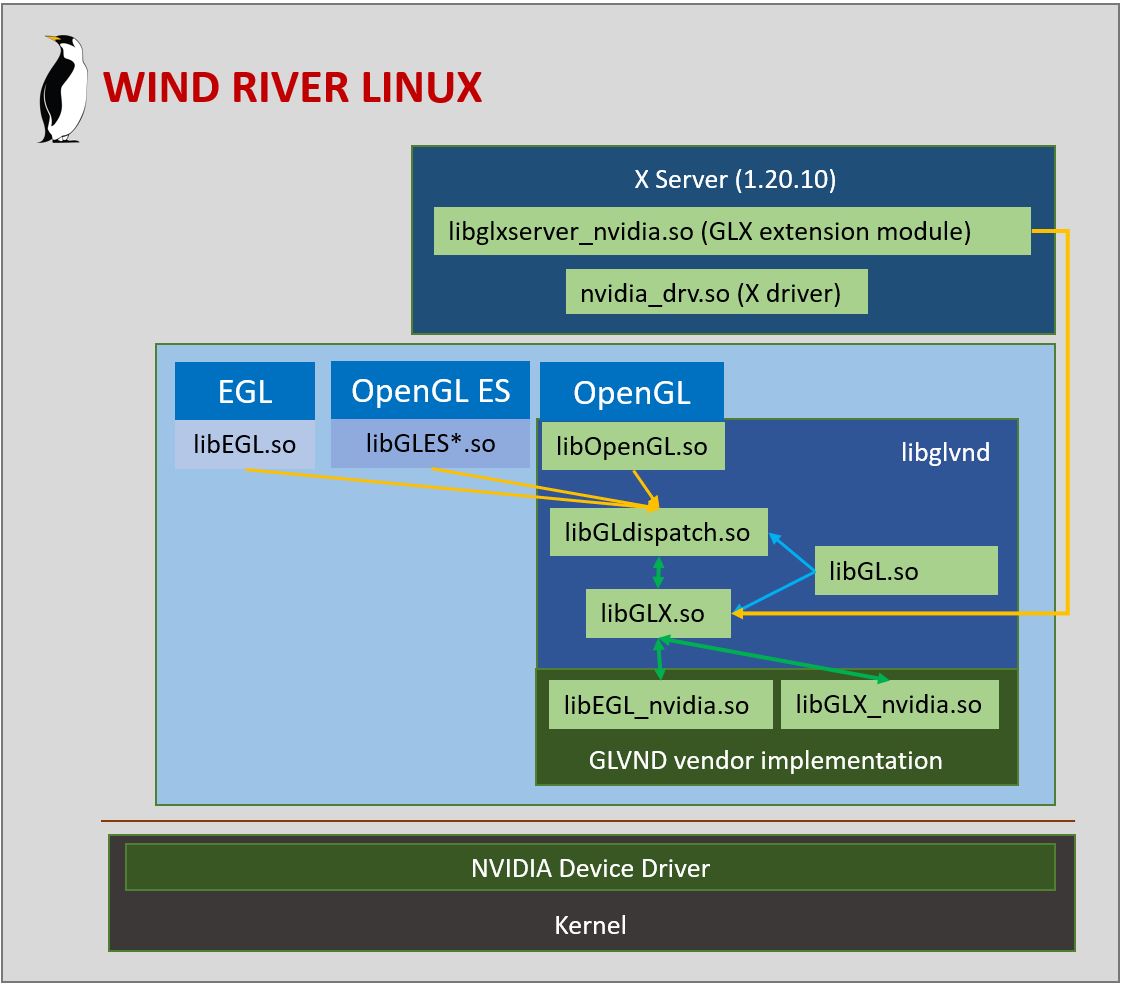 WIND RIVER LINUX
X Server (1.20.10)
libglxserver_nvidia.so (GLX extension module)
nvidia_drv.so (X driver)
EGL
OpenGL ES
OpenGL
libEGL.so
libGLES*.so
libOpenGL.so
libglvnd
libGLdispatch.so
libGL.so
libGLX.so
libEGL_nvidia.so
libGLX_nvidia.so
GLVND vendor implementation
NVIDIA Device Driver
Kernel